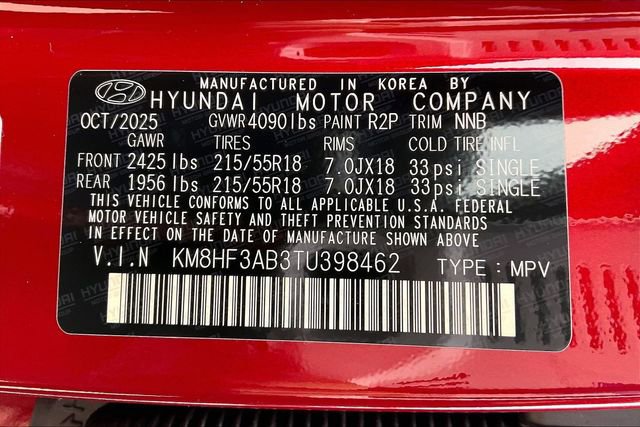 MANUFACTURED IN KOREA BY
HYUNDAI MOTOR COMPANY
OCT/2025 GVWR 4090lbs PAINT R2P TRIM NNB
GAWR TIRES RIMS COLD TIRE INFL
FRONT 2425 lbs 215/55R18 7.0JX18 33psi SINGLE
REAR 1956 lbs 215/55R18 7.0JX18 33psi SINGLE
THIS VEHICLE CONFORMS TO ALL APPLICABLE U.S.A. FEDERAL
MOTOR VEHICLE SAFETY AND THEFT PREVENTION STANDARDS
IN EFFECT ON THE DATE OF MANUFACTURE SHOWN ABOVE.
V.I.N KM8HF3AB3TU398462 TYPE : MPV